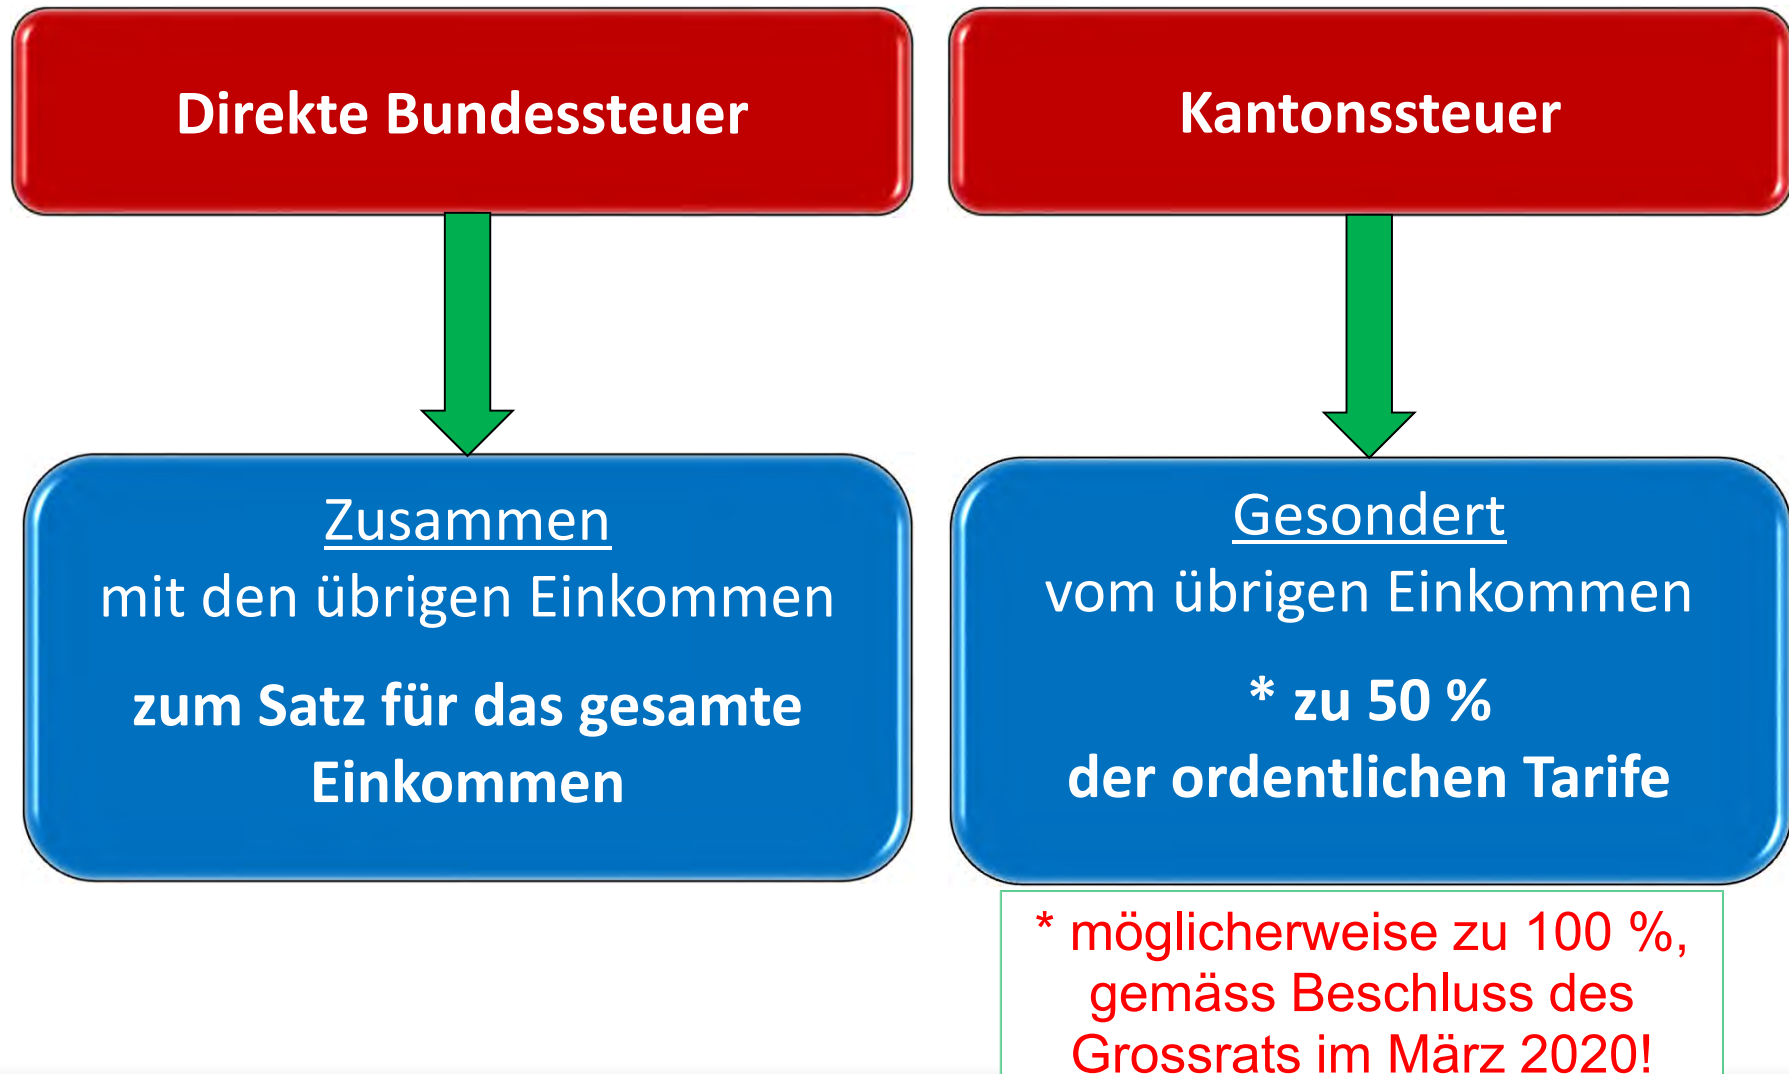 Direkte Bundessteuer
Zusammen
mit den übrigen Einkommen
zum Satz für das gesamte
Einkommen
Kantonssteuer
Gesondert
vom übrigen Einkommen
* zu 50 %
der ordentlichen Tarife
* möglicherweise zu 100 %,
gemäss Beschluss des
Grossrats im März 2020!